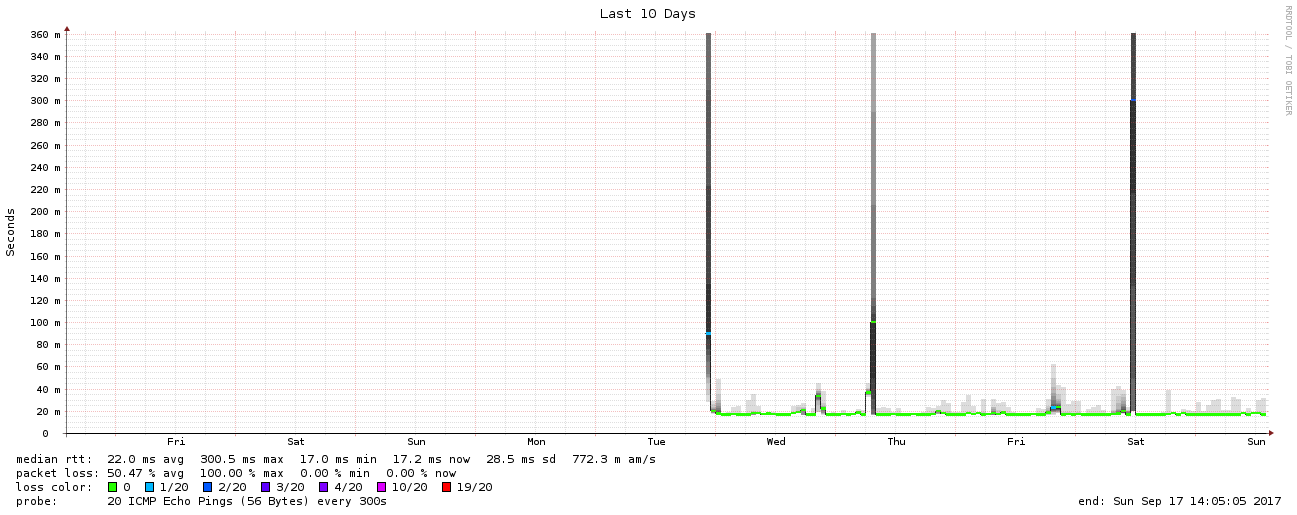 Last 10 Days
RRDTOOL / TOBI OETIKER
Seconds
360 m
340 m
320 m
300 m
280 m
260 m
240 m
220 m
200 m
180 m
160 m
140 m
120 m
100 m
80 m
60 m
40 m
20 m
0
Fri Sat Sun Mon Tue Wed Thu Fri Sat Sun
median rtt: 22.0 ms avg 300.5 ms max 17.0 ms min 17.2 ms now 28.5 ms sd 772.3 m am/s
packet loss: 50.47 % avg 100.00 % max 0.00 % min 0.00 % now
loss color: 0 1/20 2/20 3/20 4/20 10/20 19/20
probe: 20 ICMP Echo Pings (56 Bytes) every 300s end: Sun Sep 17 14:05:05 2017